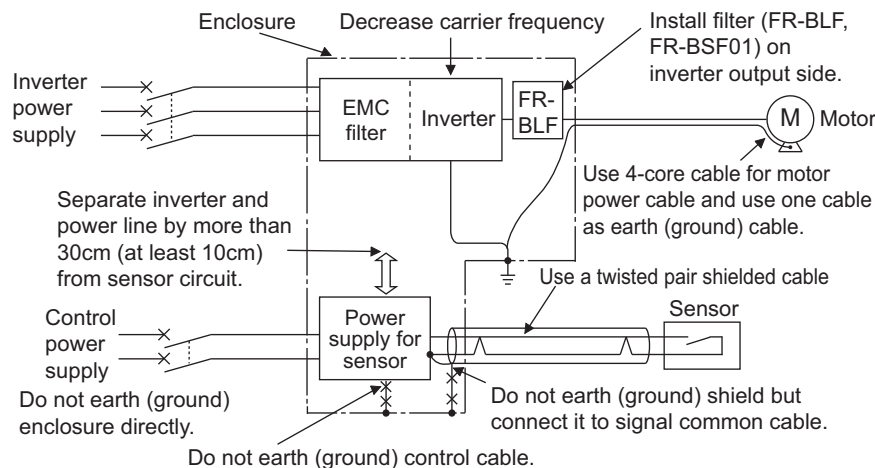 Enclosure
Decrease carrier frequency
Install filter (FR-BLF,
FR-BSF01) on
inverter output side.
Inverter
power
supply
EMC
filter
Inverter
FR-
BLF
M
Motor
Use 4-core cable for motor
power cable and use one cable
as earth (ground) cable.
Separate inverter and
power line by more than
30cm (at least 10cm)
from sensor circuit.
Use a twisted pair shielded cable
Sensor
Control
power
supply
Power
supply for
sensor
Do not earth (ground)
enclosure directly.
Do not earth (ground) shield but
connect it to signal common cable.
Do not earth (ground) control cable.